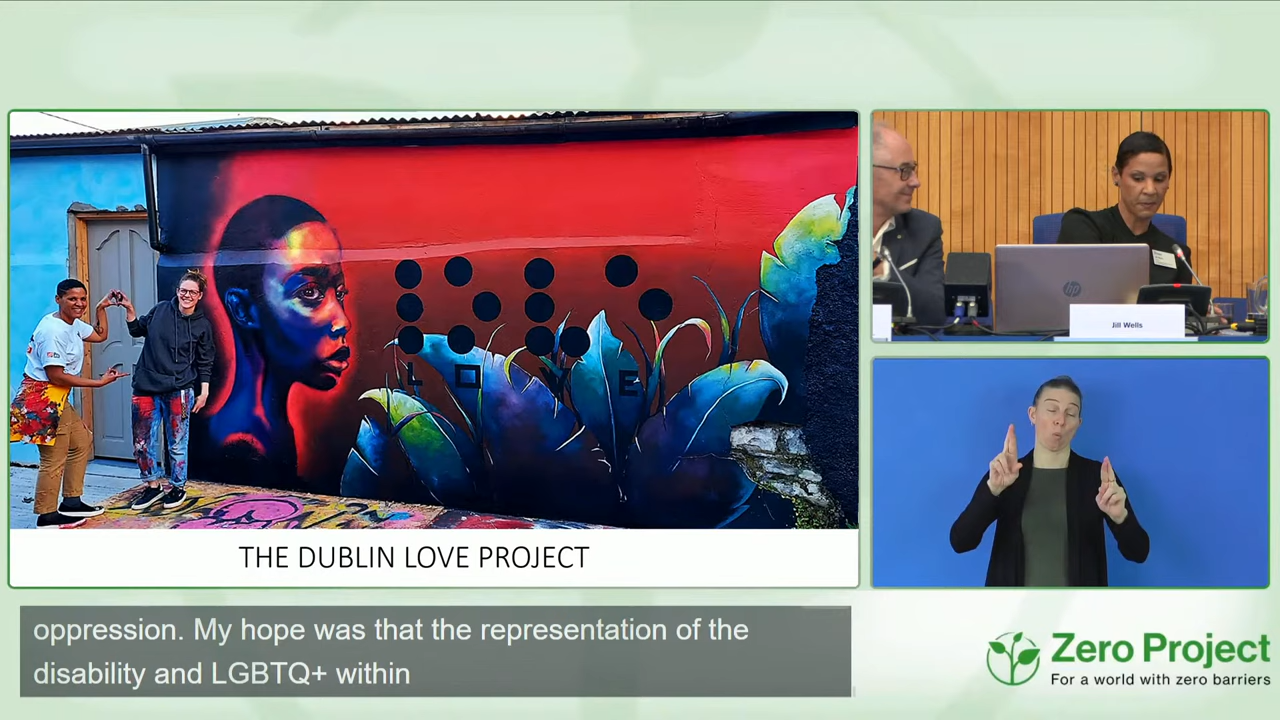 L O V E
THE DUBLIN LOVE PROJECT
hp
Jill Wells
oppression. My hope was that the representation of the
disability and LGBTQ+ within
Zero Project
For a world with zero barriers